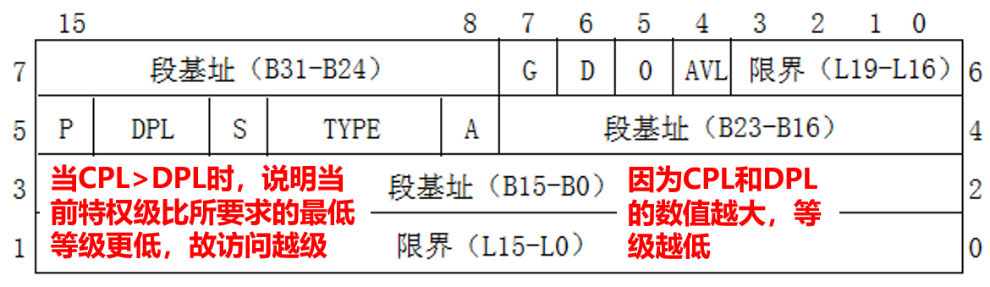 15 8 7 6 5 4 3 2 1 0
7 段基址（B31-B24） G D 0 AVL 限界（L19-L16） 6
5 P DPL S TYPE A 段基址（B23-B16） 4
3 段基址（B15-B0） 2
1 限界（L15-L0） 0
当CPL>DPL时，说明当
前特权级比所要求的最低
等级更低，故访问越级
因为CPL和DPL
的数值越大，等
级越低